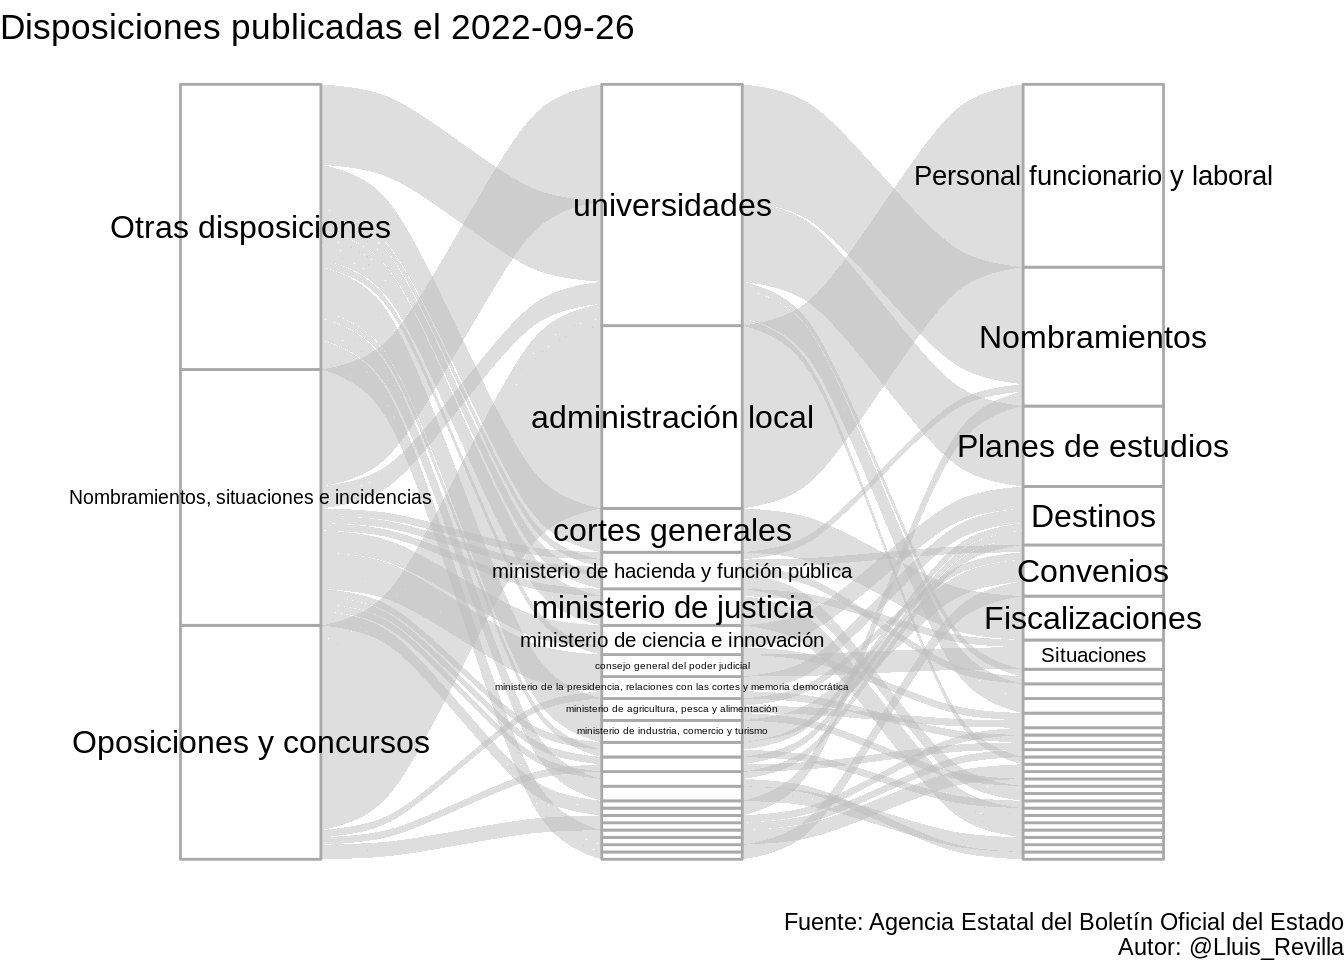 Disposiciones publicadas el 2022-09-26
Otras disposiciones
Nombramientos, situaciones e incidencias
Oposiciones y concursos
universidades
administración local
cortes generales
ministerio de hacienda y función pública
ministerio de justicia
ministerio de ciencia e innovación
consejo general del poder judicial
ministerio de la presidencia, relaciones con las cortes y memoria democrática
ministerio de agricultura, pesca y alimentación
ministerio de industria, comercio y turismo
Personal funcionario y laboral
Nombramientos
Planes de estudios
Destinos
Convenios
Fiscalizaciones
Situaciones
Fuente: Agencia Estatal del Boletín Oficial del Estado
Autor: @Lluis_Revilla